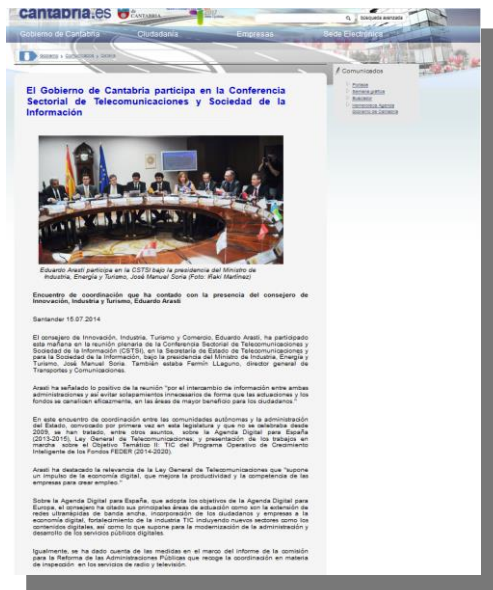 cantabria.es
CANTABRIA
búsqueda avanzada
Gobierno de Cantabria Ciudadanía Empresas Sede Electrónica
Comunicados
Portada
Buscador
Gobierno de Cantabria
El Gobierno de Cantabria participa en la Conferencia
Sectorial de Telecomunicaciones y Sociedad de la
Información
Eduardo Arasti participa en la CSTSI bajo la presidencia del Ministro de
Industria, Energía y Turismo, José Manuel Soria (Foto: Iñaki Martínez)
Encuentro de coordinación que ha contado con la presencia del consejero de
Innovación, Industria y Turismo, Eduardo Arasti
Santander 15.07.2014
El consejero de Innovación, Industria, Turismo y Comercio, Eduardo Arasti, ha participado
esta mañana en la reunión plenaria de la Conferencia Sectorial de Telecomunicaciones y
Sociedad de la Información (CSTSI), en la Secretaría de Estado de Telecomunicaciones y
para la Sociedad de la Información, bajo la presidencia del Ministro de Industria, Energía y
Turismo, José Manuel Soria. También estaba Fermín LLaguno, director general de
Transportes y Comunicaciones.
Arasti ha señalado lo positivo de la reunión "por el intercambio de información entre ambas
administraciones y así evitar solapamientos innecesarios de forma que las actuaciones y los
fondos se canalicen eficazmente, en las áreas de mayor beneficio para los ciudadanos."
En este encuentro de coordinación entre las comunidades autónomas y la administración
del Estado, convocado por primera vez en esta legislatura y que no se celebraba desde
2009, se han tratado, entre otros asuntos, sobre la Agenda Digital para España
(2013-2015), Ley General de Telecomunicaciones; y presentación de los trabajos en
marcha sobre el Objetivo Temático II: TIC del Programa Operativo de Crecimiento
Inteligente de los Fondos FEDER (2014-2020).
Arasti ha destacado la relevancia de la Ley General de Telecomunicaciones que "supone
un impulso de la economía digital, que mejora la productividad y la competencia de las
empresas para crear empleo."
Sobre la Agenda Digital para España, que adopta los objetivos de la Agenda Digital para
Europa, el consejero ha citado sus principales áreas de actuación como son la extensión de
redes ultrarrápidas de banda ancha, incorporación de los ciudadanos y empresas a la
economía digital, fortalecimiento de la industria TIC incluyendo nuevos sectores como los
contenidos digitales, así como lo que supone para la modernización de la administración y
desarrollo de los servicios públicos digitales.
Igualmente, se ha dado cuenta de las medidas en el marco del informe de la comisión
para la Reforma de las Administraciones Públicas que recoge la coordinación en materia
de inspección en los servicios de radio y televisión.